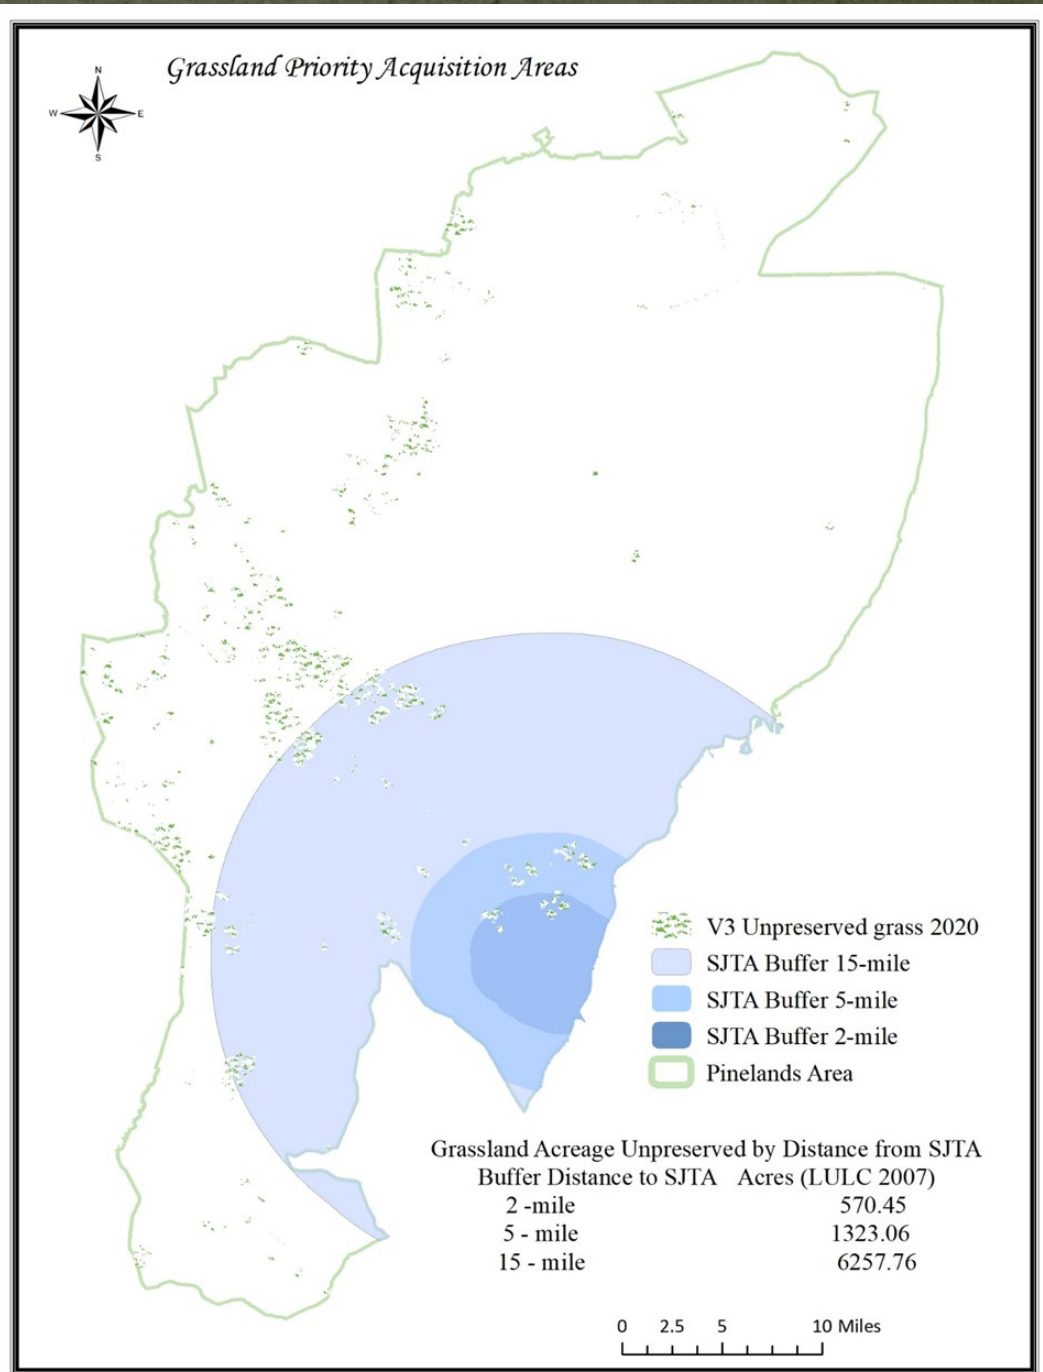 Grassland Priority Acquisition Areas
N
W E
S
V3 Unpreserved grass 2020
SJTA Buffer 15-mile
SJTA Buffer 5-mile
SJTA Buffer 2-mile
Pinelands Area
Grassland Acreage Unpreserved by Distance from SJTA
Buffer Distance to SJTA Acres (LULC 2007)
2 -mile 570.45
5 - mile 1323.06
15 - mile 6257.76
0 2.5 5 10 Miles